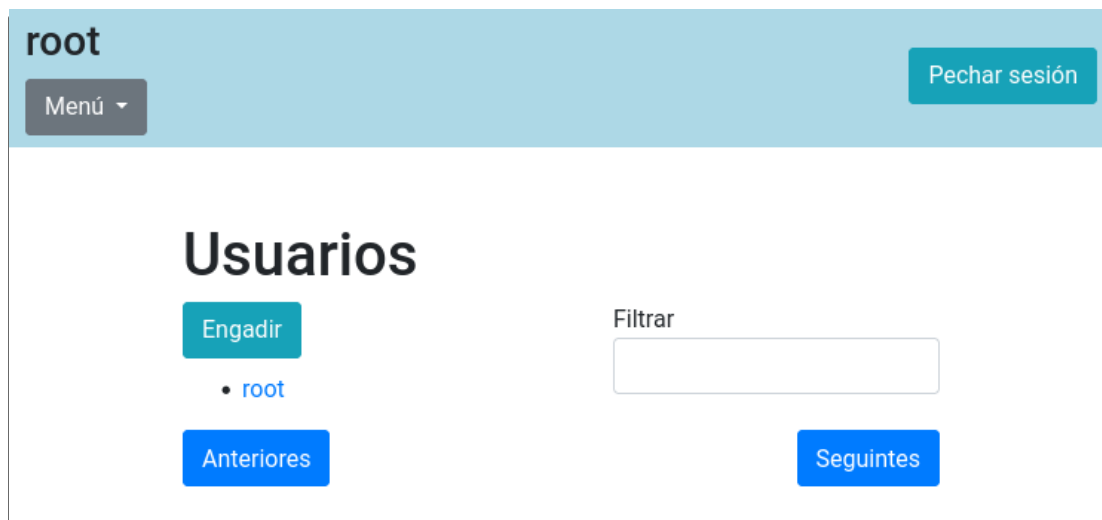 root
Menú
Pechar sesión
Usuarios
Engadir
Filtrar
root
Anteriores
Seguintes